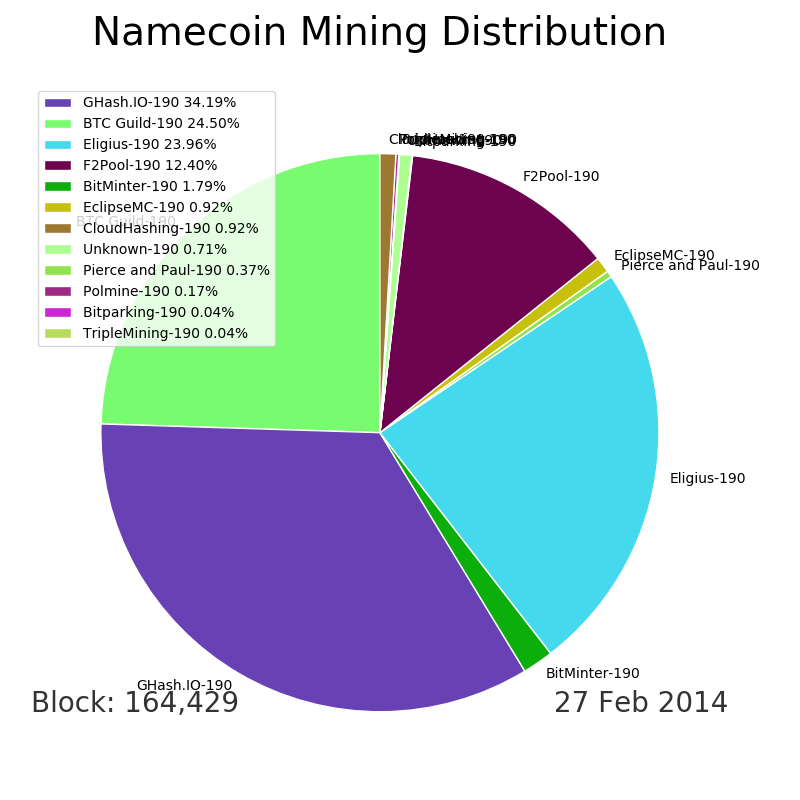 Namecoin Mining Distribution
GHash.IO-190 34.19%
BTC Guild-190 24.50%
Eligius-190 23.96%
F2Pool-190 12.40%
BitMinter-190 1.79%
EclipseMC-190 0.92%
CloudHashing-190 0.92%
Unknown-190 0.71%
Pierce and Paul-190 0.37%
Polmine-190 0.17%
Bitparking-190 0.04%
TripleMining-190 0.04%
BTC Guild-190
F2Pool-190
EclipseMC-190
Pierce and Paul-190
Eligius-190
BitMinter-190
GHash.IO-190
Block: 164,429
27 Feb 2014